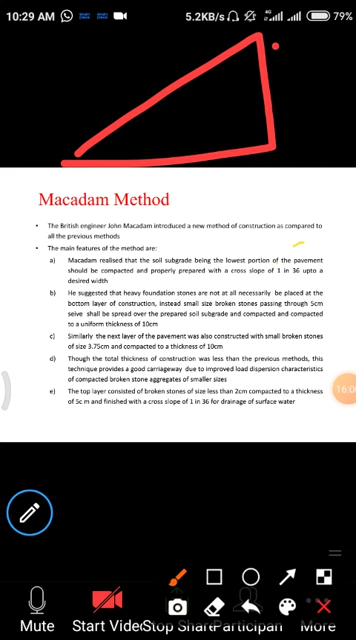 10:29 AM 5.2KB/s 4G 79%
Macadam Method
• The British engineer John Macadam introduced a new method of construction as compared to
all the previous methods
• The main features of the method are:
a) Macadam realised that the soil subgrade being the lowest portion of the pavement
should be compacted and properly prepared with a cross slope of 1 in 36 upto a
desired width
b) He suggested that heavy foundation stones are not at all necessarily be placed at the
bottom layer of construction, instead small size broken stones passing through 5cm
seive shall be spread over the prepared soil subgrade and compacted and compacted
to a uniform thickness of 10cm
c) Similarly the next layer of the pavement was also constructed with small broken stones
of size 3.75cm and compacted to a thickness of 10cm
d) Though the total thickness of construction was less than the previous methods, this
technique provides a good carriageway due to improved load dispersion characteristics
of compacted broken stone aggregates of smaller sizes
e) The top layer consisted of broken stones of size less than 2cm compacted to a thickness
of 5c m and finished with a cross slope of 1 in 36 for drainage of surface water
16:0
Mute Start Vide Stop Shar Participan More